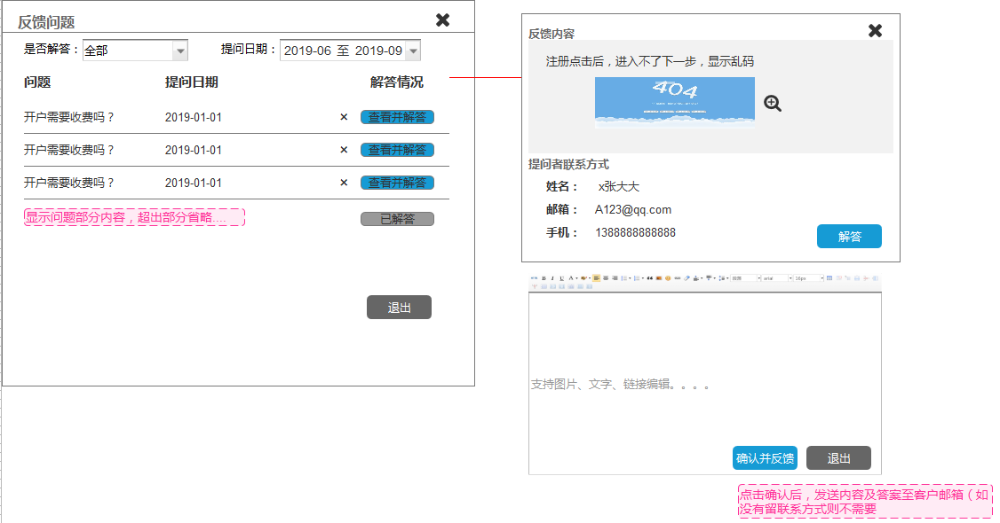 反馈问题
是否解答： 全部 提问日期： 2019-06 至 2019-09
问题 提问日期 解答情况
开户需要收费吗？ 2019-01-01 × 查看并解答
开户需要收费吗？ 2019-01-01 × 查看并解答
开户需要收费吗？ 2019-01-01 × 查看并解答
显示问题部分内容，超出部分省略.... 已解答
退出
反馈内容
注册点击后，进入不了下一步，显示乱码
404
提问者联系方式
姓名： x张大大
邮箱： A123@qq.com
手机： 1388888888888
解答
支持图片、文字、链接编辑。。。。
确认并反馈 退出
点击确认后，发送内容及答案至客户邮箱（如
没有留联系方式则不需要